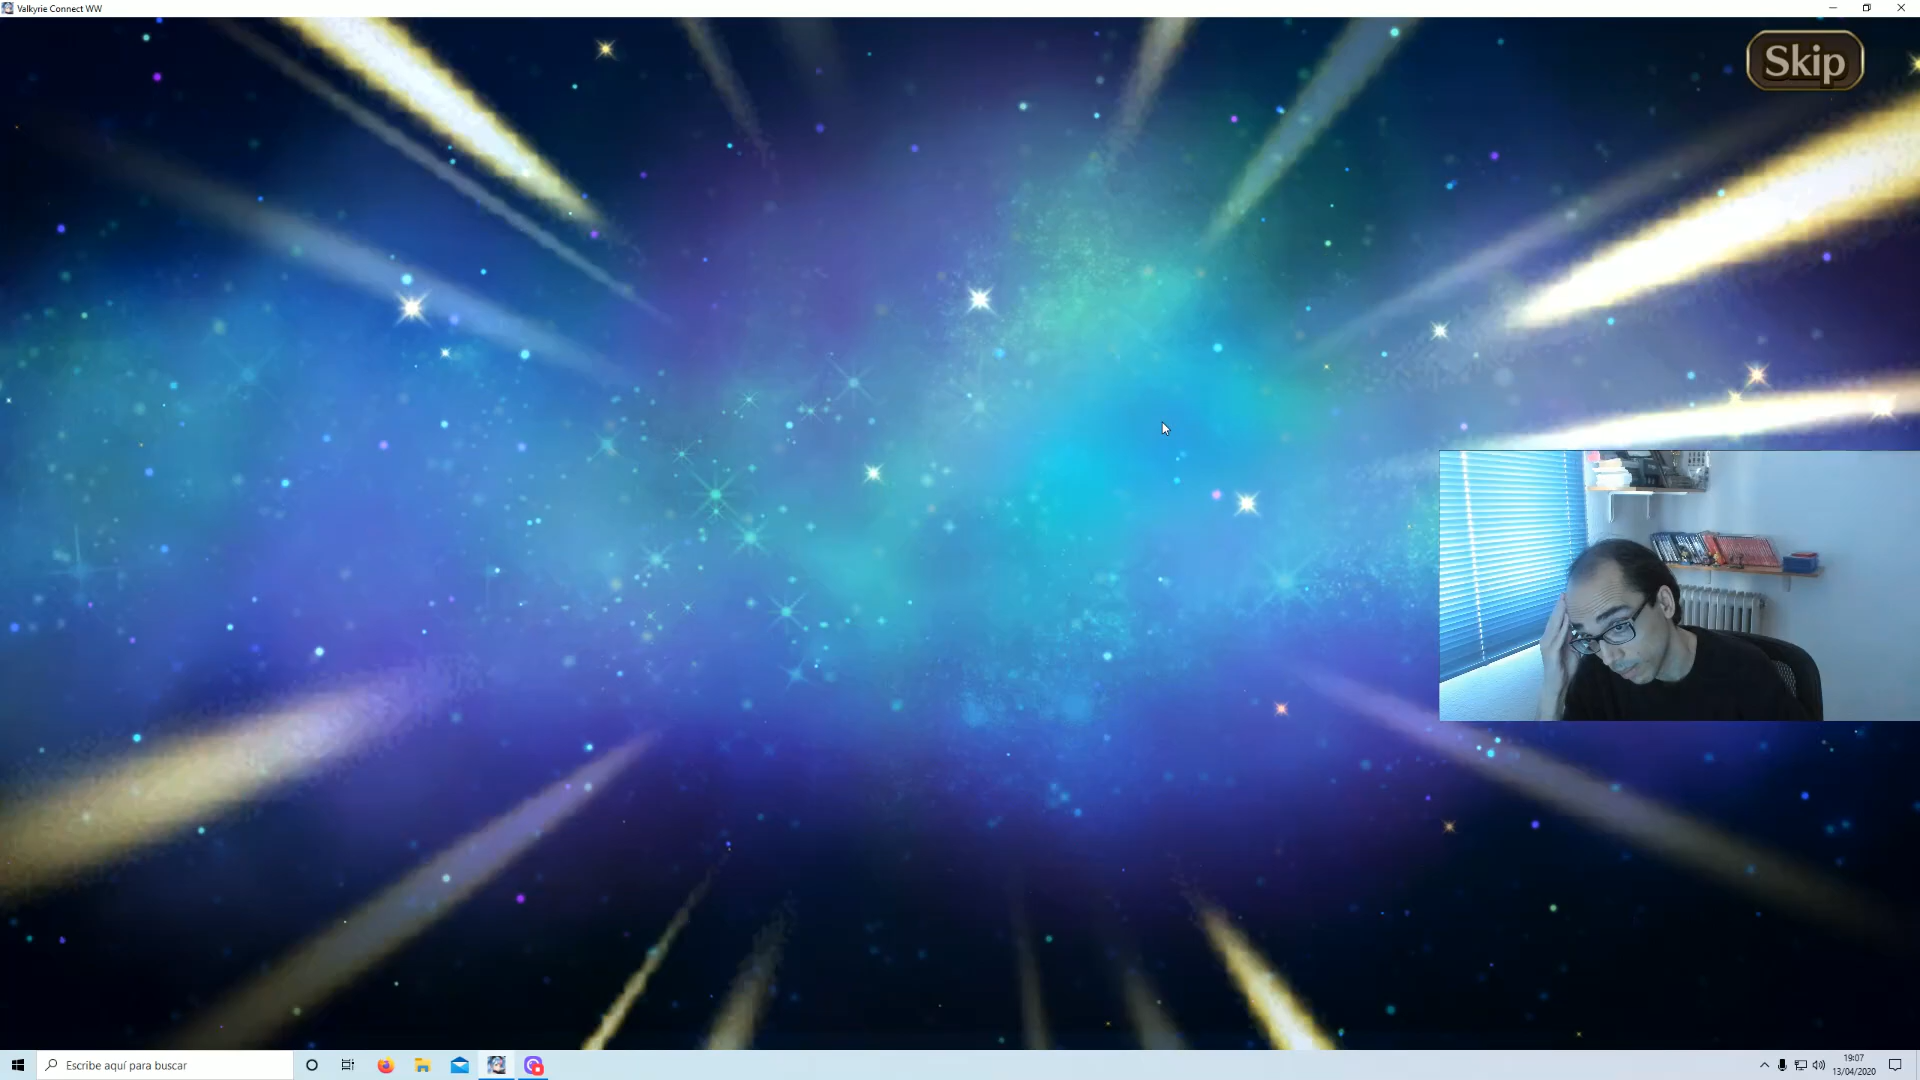 Valkyrie Connect WW
Skip
Escribe aquí para buscar
19:07
13/04/2020